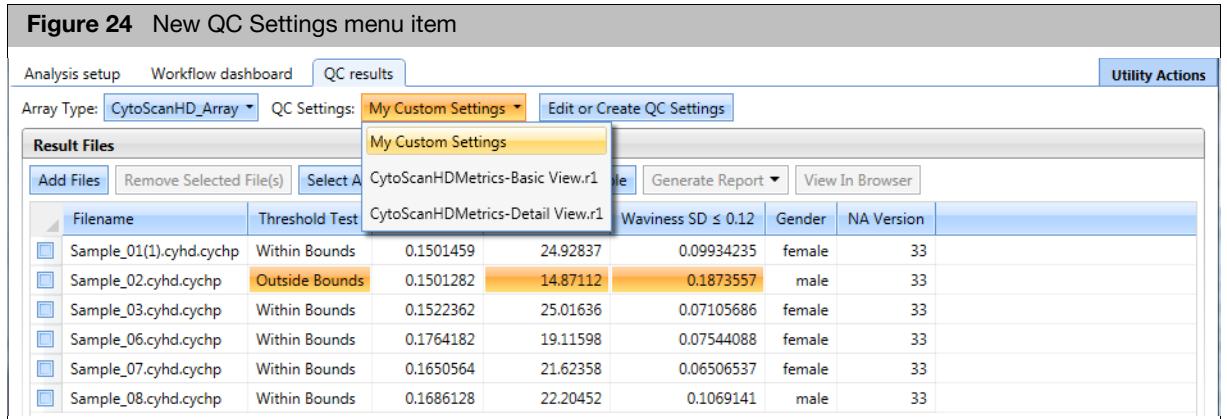 Figure 24 New QC Settings menu item
Analysis setup Workflow dashboard QC results Utility Actions
Array Type: CytoScanHD_Array QC Settings: My Custom Settings Edit or Create QC Settings
My Custom Settings
CytoScanHDMetrics-Basic View.r1
CytoScanHDMetrics-Detail View.r1
Result Files
Add Files Remove Selected File(s) Select A Generate Report View In Browser
Filename Threshold Test Waviness SD ≤ 0.12 Gender NA Version
Sample_01(1).cyhd.cychp Within Bounds 0.1501459 24.92837 0.09934235 female 33
Sample_02.cyhd.cychp Outside Bounds 0.1501282 14.87112 0.1873557 male 33
Sample_03.cyhd.cychp Within Bounds 0.1522362 25.01636 0.07105686 female 33
Sample_06.cyhd.cychp Within Bounds 0.1764182 19.11598 0.07544088 female 33
Sample_07.cyhd.cychp Within Bounds 0.1650564 21.62358 0.06506537 female 33
Sample_08.cyhd.cychp Within Bounds 0.1686128 22.20452 0.1069141 male 33